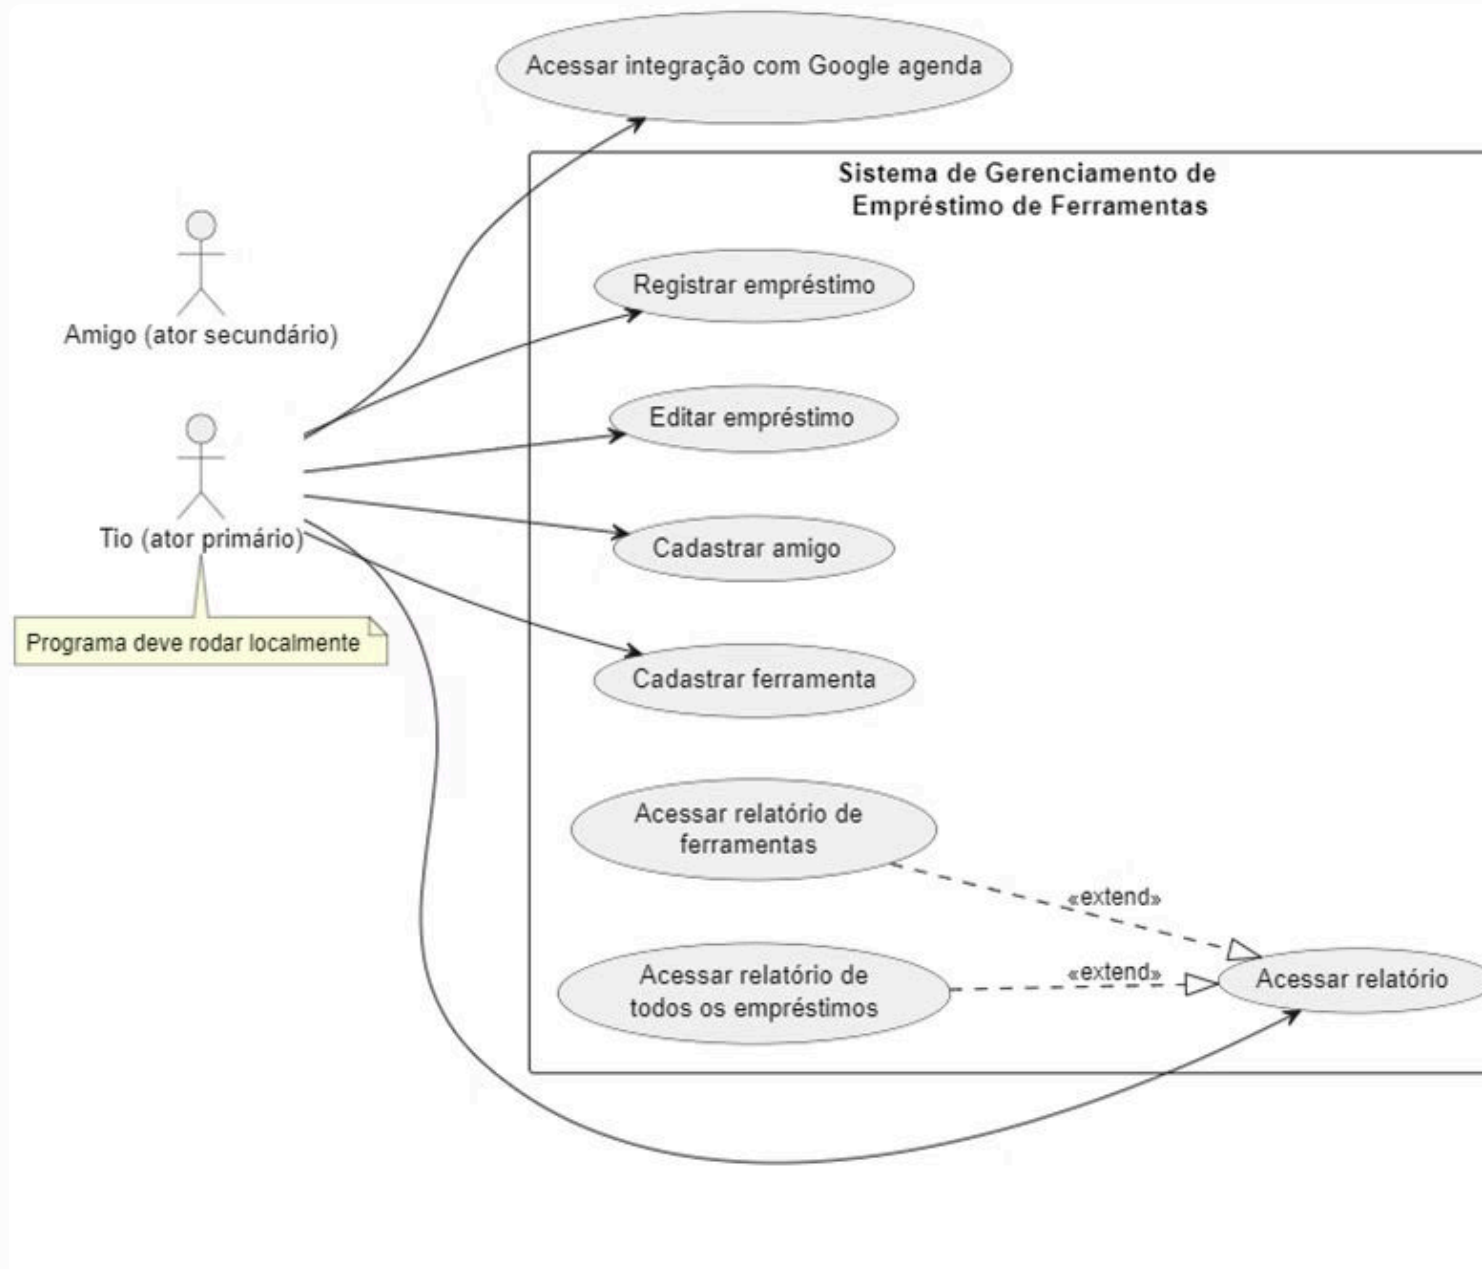 Acessar integração com Google agenda
Sistema de Gerenciamento de
Empréstimo de Ferramentas
Registrar empréstimo
Amigo (ator secundário)
Editar empréstimo
Tio (ator primário)
Cadastrar amigo
Programa deve rodar localmente
Cadastrar ferramenta
Acessar relatório de
ferramentas
«extend»
Acessar relatório de
todos os empréstimos
«extend»
Acessar relatório